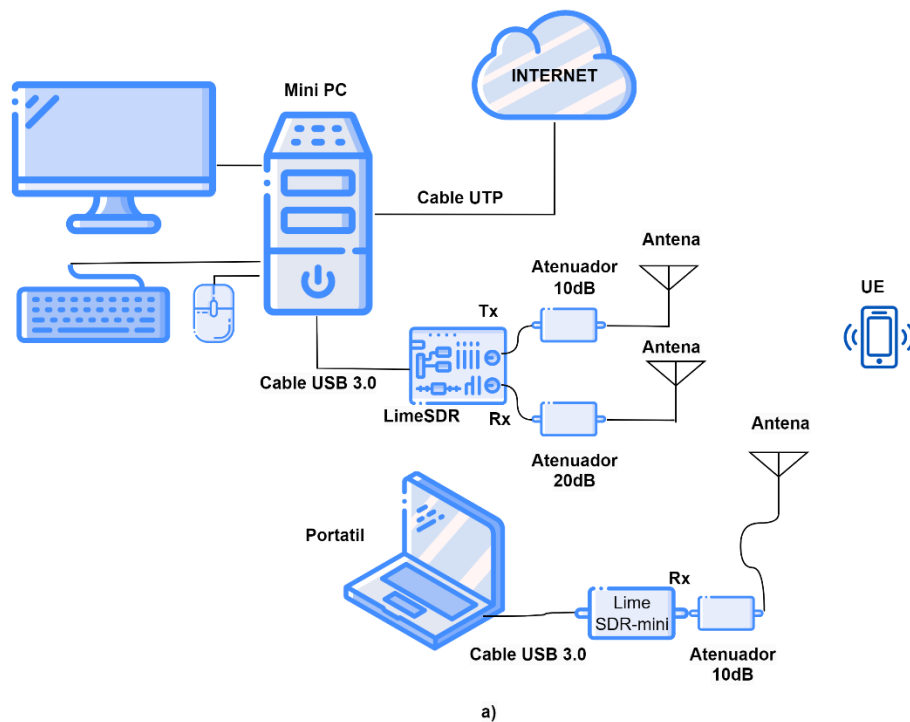 INTERNET
Mini PC
Cable UTP
Antena
Atenuador
10dB
UE
Tx
Antena
Cable USB 3.0
LimeSDR
Rx
Atenuador
20dB
Antena
Portatil
Rx
Lime
SDR-mini
Cable USB 3.0
Atenuador
10dB
a)